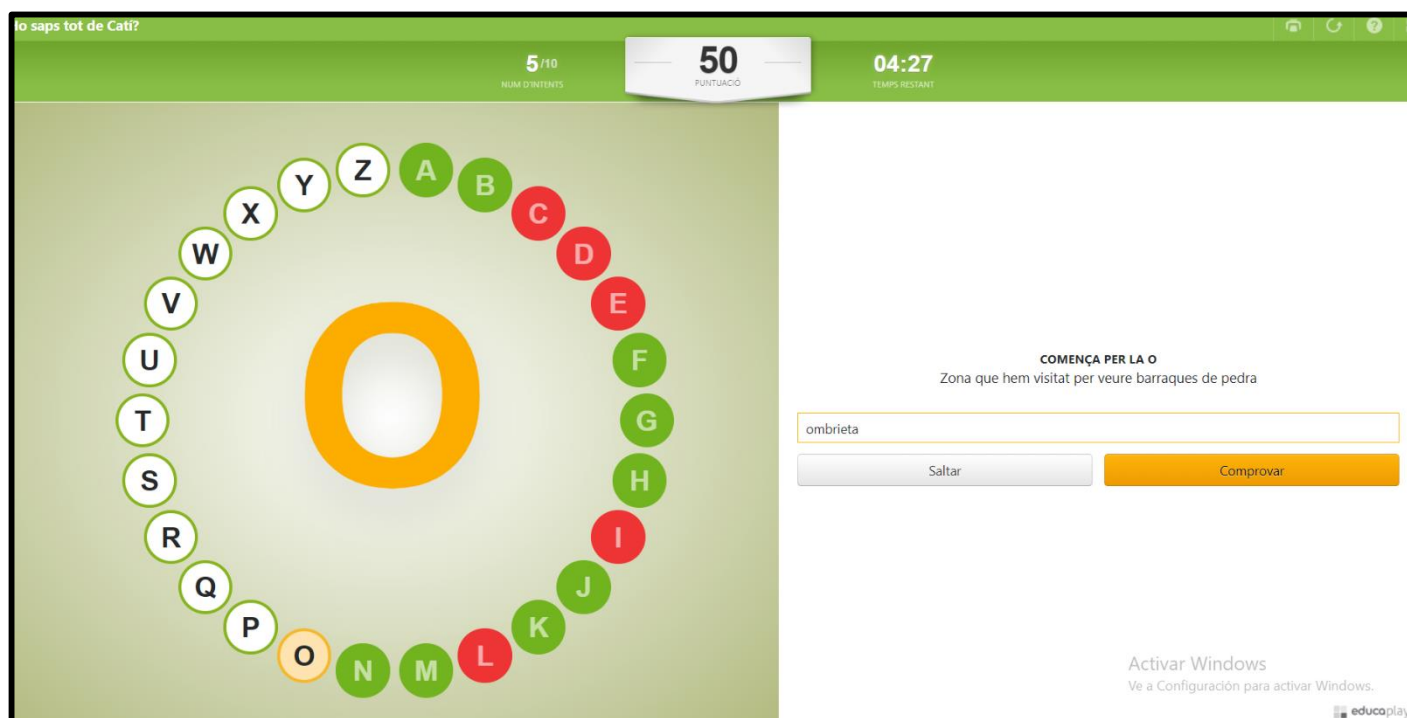 lo saps tot de Catí?
5/10
NUM D'INTENTS
50
PUNTUACIÓ
04:27
TEMPS RESTANT
A
B
C
D
E
F
G
H
I
J
K
L
M
N
O
P
Q
R
S
T
U
V
W
X
Y
Z
O
COMENÇA PER LA O
Zona que hem visitat per veure barraques de pedra
ombrieta
Saltar
Comprovar
Activar Windows
Ve a Configuración para activar Windows.
educaplay